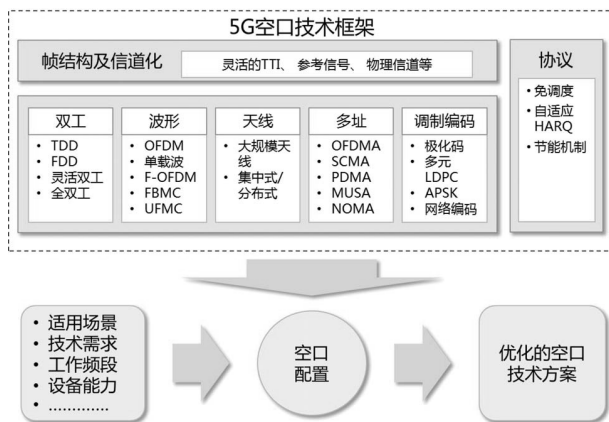 5G空口技术框架
帧结构及信道化
灵活的TTI、参考信号、物理信道等
双工
• TDD
• FDD
• 灵活双工
• 全双工
波形
• OFDM
• 单载波
• F-OFDM
• FBMC
• UFMC
天线
• 大规模天
线
• 集中式/
分布式
多址
• OFDMA
• SCMA
• PDMA
• MUSA
• NOMA
调制编码
• 极化码
• 多元
LDPC
• APSK
• 网络编码
协议
• 免调度
• 自适应
HARQ
• 节能机制
• 适用场景
• 技术需求
• 工作频段
• 设备能力
• .............
空口
配置
优化的空口
技术方案